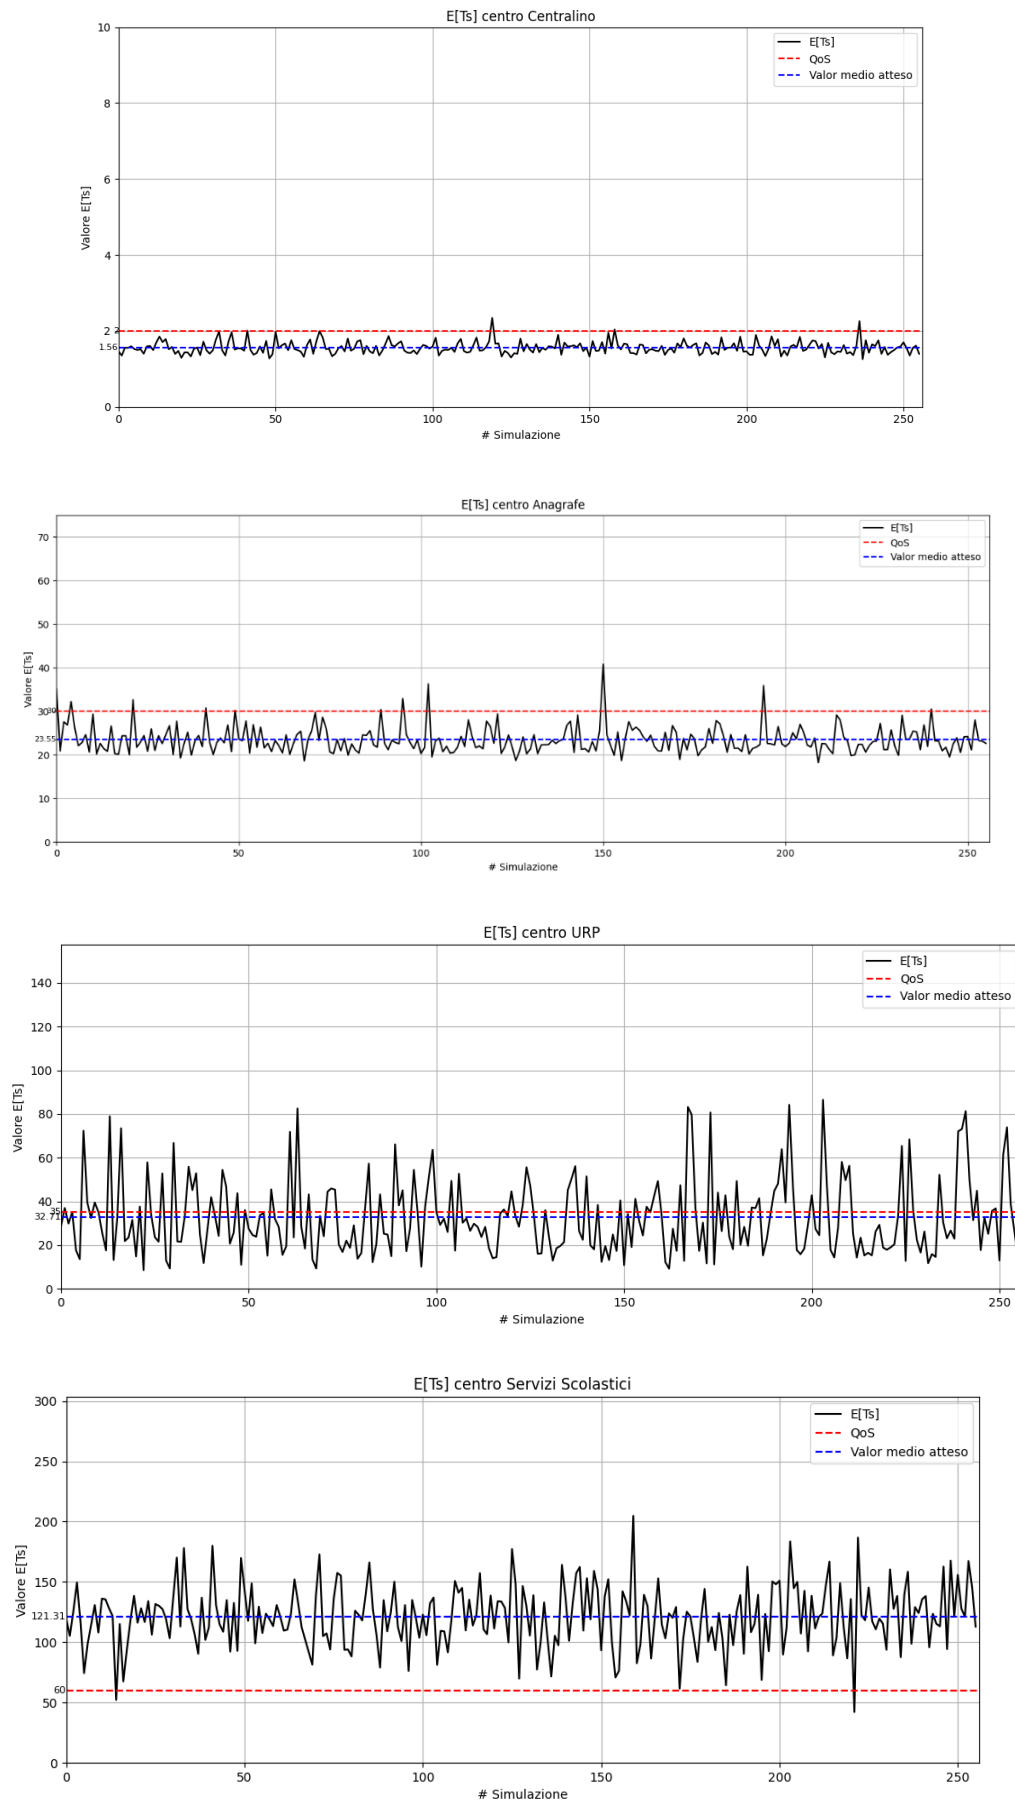 E[Ts] centro Centralino
10
8
6
4
2 2
1.56
0
0 50 100 150 200 250
Valore E[Ts]
# Simulazione
E[Ts]
QoS
Valor medio atteso
E[Ts] centro Anagrafe
70
60
50
40
30 30
23.55
20
10
0
0 50 100 150 200 250
Valore E[Ts]
# Simulazione
E[Ts]
QoS
Valor medio atteso
E[Ts] centro URP
140
120
100
80
60
40
35
32.71
20
0
0 50 100 150 200 250
Valore E[Ts]
# Simulazione
E[Ts]
QoS
Valor medio atteso
E[Ts] centro Servizi Scolastici
300
250
200
150
121.31
100
60
50
0
0 50 100 150 200 250
Valore E[Ts]
# Simulazione
E[Ts]
QoS
Valor medio atteso